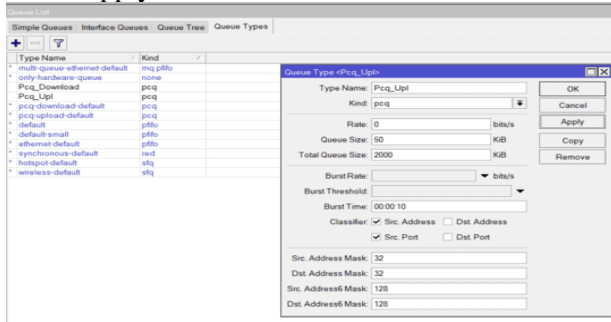 Queue List
Simple Queues Interface Queues Queue Tree Queue Types
Type Name Kind
* multi-queue-ethernet-default mq pfifo
* only-hardware-queue none
Pcq_Download pcq
Pcq_Upl pcq
* pcq-download-default pcq
* pcq-upload-default pcq
* default pfifo
* default-small pfifo
* ethernet-default pfifo
* synchronous-default red
* hotspot-default sfq
* wireless-default sfq
Queue Type <Pcq_Upl>
Type Name: Pcq_Upl OK
Kind: pcq Cancel
Rate: 0 bits/s Apply
Queue Size: 50 KiB Copy
Total Queue Size: 2000 KiB Remove
Burst Rate: bits/s
Burst Threshold:
Burst Time: 00:00:10
Classifier: Src. Address Dst. Address
Src. Port Dst. Port
Src. Address Mask: 32
Dst. Address Mask: 32
Src. Address6 Mask: 128
Dst. Address6 Mask: 128